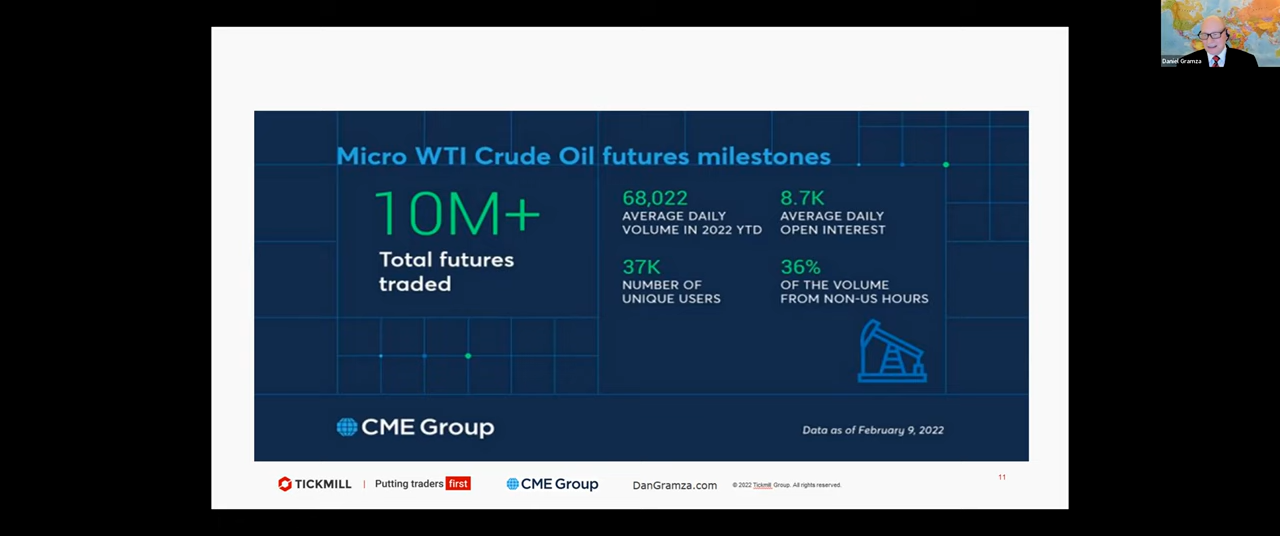 Daniel Gramza
Micro WTI Crude Oil futures milestones
10M+
Total futures
traded
68,022
AVERAGE DAILY
VOLUME IN 2022 YTD
8.7K
AVERAGE DAILY
OPEN INTEREST
37K
NUMBER OF
UNIQUE USERS
36%
OF THE VOLUME
FROM NON-US HOURS
CME Group
Data as of February 9, 2022
TICKMILL | Putting traders first CME Group DanGramza.com © 2022 Tickmill Group. All rights reserved.
11